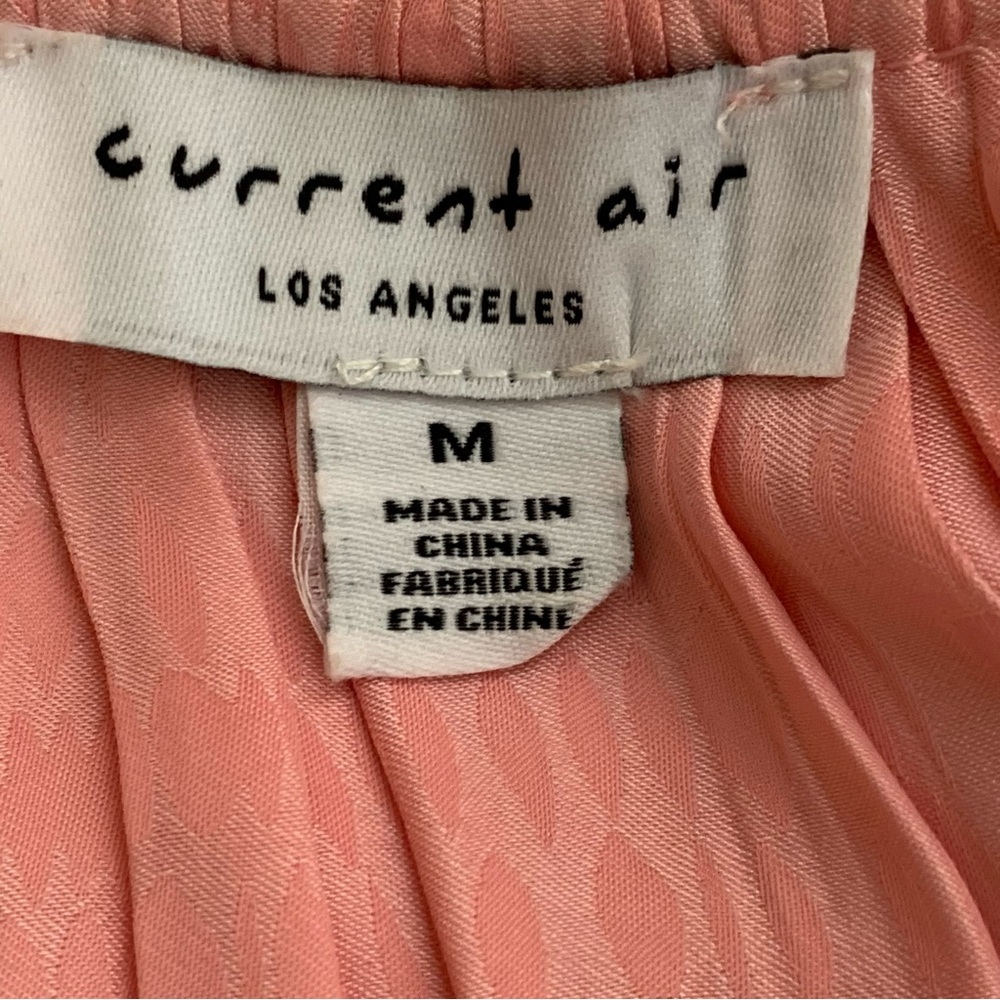 current air
LOS ANGELES
M
MADE IN
CHINA
FABRIQUÉ
EN CHINE